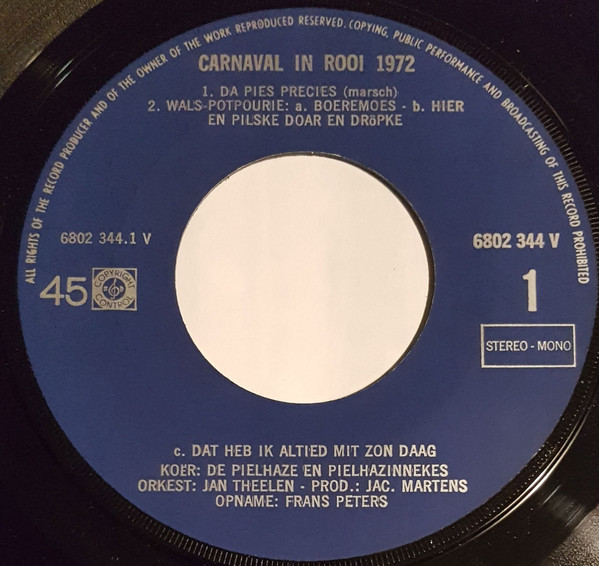 ALL RIGHTS OF THE RECORD PRODUCER AND OF THE OWNER OF THE WORK REPRODUCED RESERVED. COPYING, PUBLIC PERFORMANCE AND BROADCASTING OF THIS RECORD PROHIBITED
CARNAVAL IN ROOI 1972
1. DA PIES PRECIES (marsch)
2. WALS-POTPOURIE: a. BOEREMOES - b. HIER
EN PILSKE DOAR EN DRöPKE
6802 344.1 V
6802 344 V
45
COPYRIGHT
CONTROL
1
STEREO - MONO
c. DAT HEB IK ALTIED MIT ZON DAAG
KOER: DE PIELHAZE EN PIELHAZINNEKES
ORKEST: JAN THEELEN - PROD.: JAC. MARTENS
OPNAME: FRANS PETERS